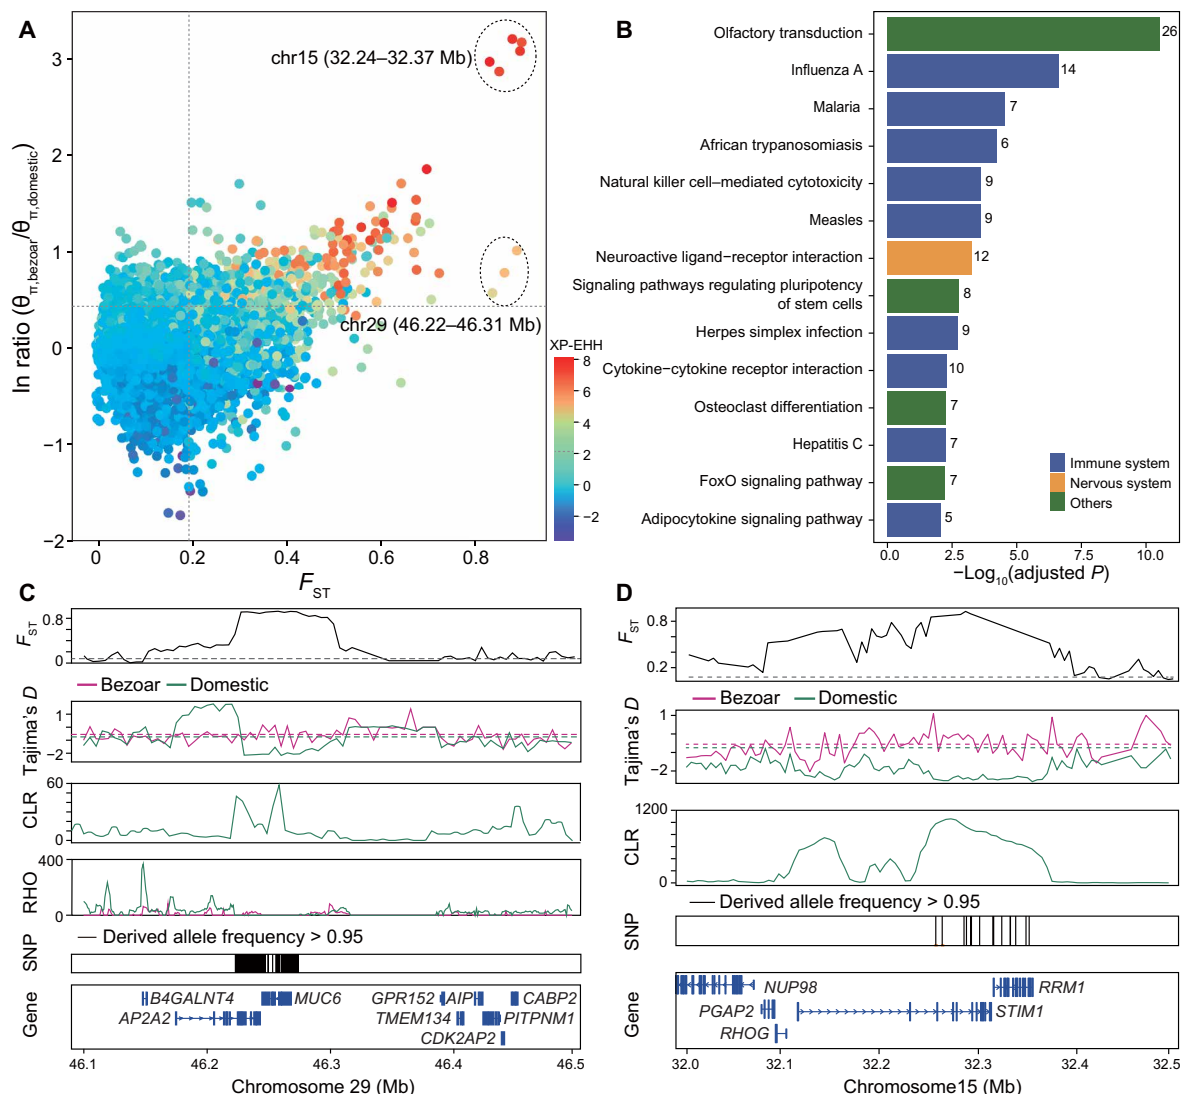 A
3
2
1
0
−1
−2
ln ratio (θπ,bezoar/θπ,domestic)
chr15 (32.24–32.37 Mb)
chr29 (46.22–46.31 Mb)
XP-EHH
8
6
4
2
0
−2
0
0.2
0.4
0.6
0.8
FST
B
Olfactory transduction
26
Influenza A
14
Malaria
7
African trypanosomiasis
6
Natural killer cell–mediated cytotoxicity
9
Measles
9
Neuroactive ligand−receptor interaction
12
Signaling pathways regulating pluripotency
of stem cells
8
Herpes simplex infection
9
Cytokine−cytokine receptor interaction
10
Osteoclast differentiation
7
Hepatitis C
7
FoxO signaling pathway
7
Adipocytokine signaling pathway
5
Immune system
Nervous system
Others
0.0
2.5
5.0
7.5
10.0
−Log10(adjusted P)
C
FST
0.8
0
Bezoar
Domestic
Tajima's D
1
−2
CLR
60
0
RHO
400
0
Derived allele frequency > 0.95
SNP
Gene
B4GALNT4
MUC6
GPR152
AIP
CABP2
AP2A2
TMEM134
PITPNM1
CDK2AP2
46.1
46.2
46.3
46.4
46.5
Chromosome 29 (Mb)
D
FST
0.8
0.2
Bezoar
Domestic
Tajima's D
1
−2
CLR
1200
0
Derived allele frequency > 0.95
SNP
Gene
NUP98
RRM1
PGAP2
STIM1
RHOG
32.0
32.1
32.2
32.3
32.4
32.5
Chromosome15 (Mb)